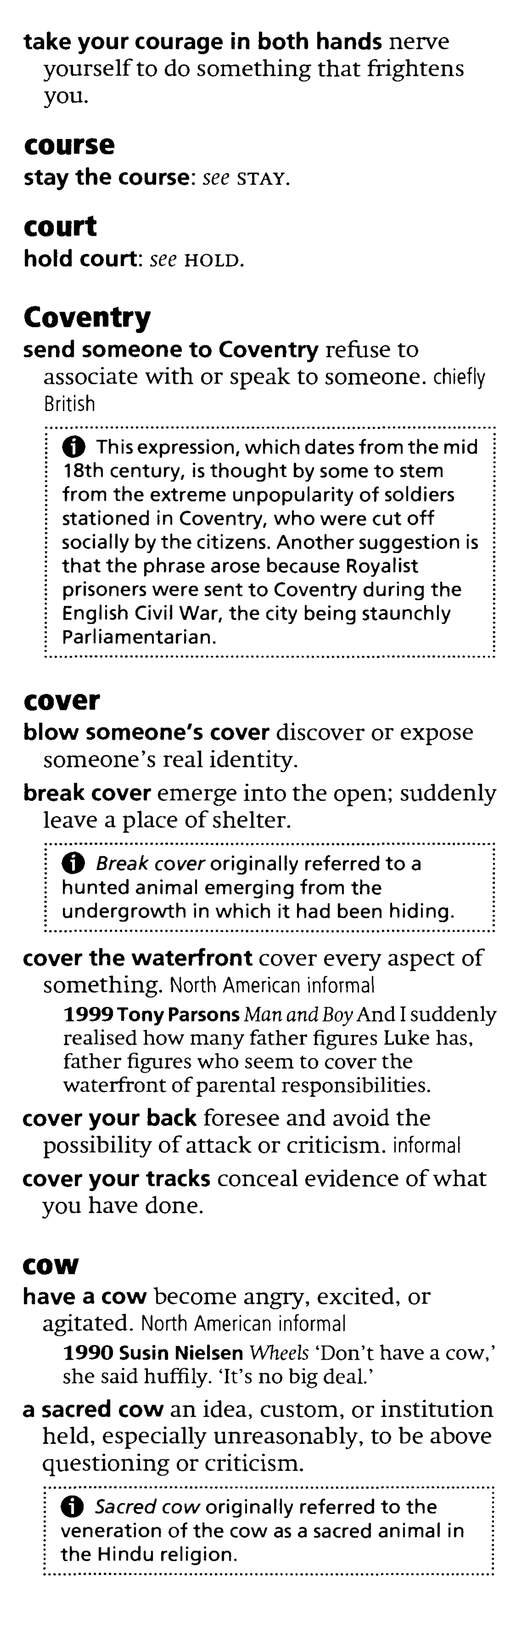 take your courage in both hands nerve
yourself to do something that frightens
you.
course
stay the course: see STAY.
court
hold court: see HOLD.
Coventry
send someone to Coventry refuse to
associate with or speak to someone. chiefly
British
This expression, which dates from the mid
18th century, is thought by some to stem
from the extreme unpopularity of soldiers
stationed in Coventry, who were cut off
socially by the citizens. Another suggestion is
that the phrase arose because Royalist
prisoners were sent to Coventry during the
English Civil War, the city being staunchly
Parliamentarian.
cover
blow someone's cover discover or expose
someone's real identity.
break cover emerge into the open; suddenly
leave a place of shelter.
Break cover originally referred to a
hunted animal emerging from the
undergrowth in which it had been hiding.
cover the waterfront cover every aspect of
something. North American informal
1999 Tony Parsons Man and Boy And I suddenly
realised how many father figures Luke has,
father figures who seem to cover the
waterfront of parental responsibilities.
cover your back foresee and avoid the
possibility of attack or criticism. informal
cover your tracks conceal evidence of what
you have done.
cow
have a cow become angry, excited, or
agitated. North American informal
1990 Susin Nielsen Wheels 'Don't have a cow,'
she said huffily. 'It's no big deal.'
a sacred cow an idea, custom, or institution
held, especially unreasonably, to be above
questioning or criticism.
Sacred cow originally referred to the
veneration of the cow as a sacred animal in
the Hindu religion.